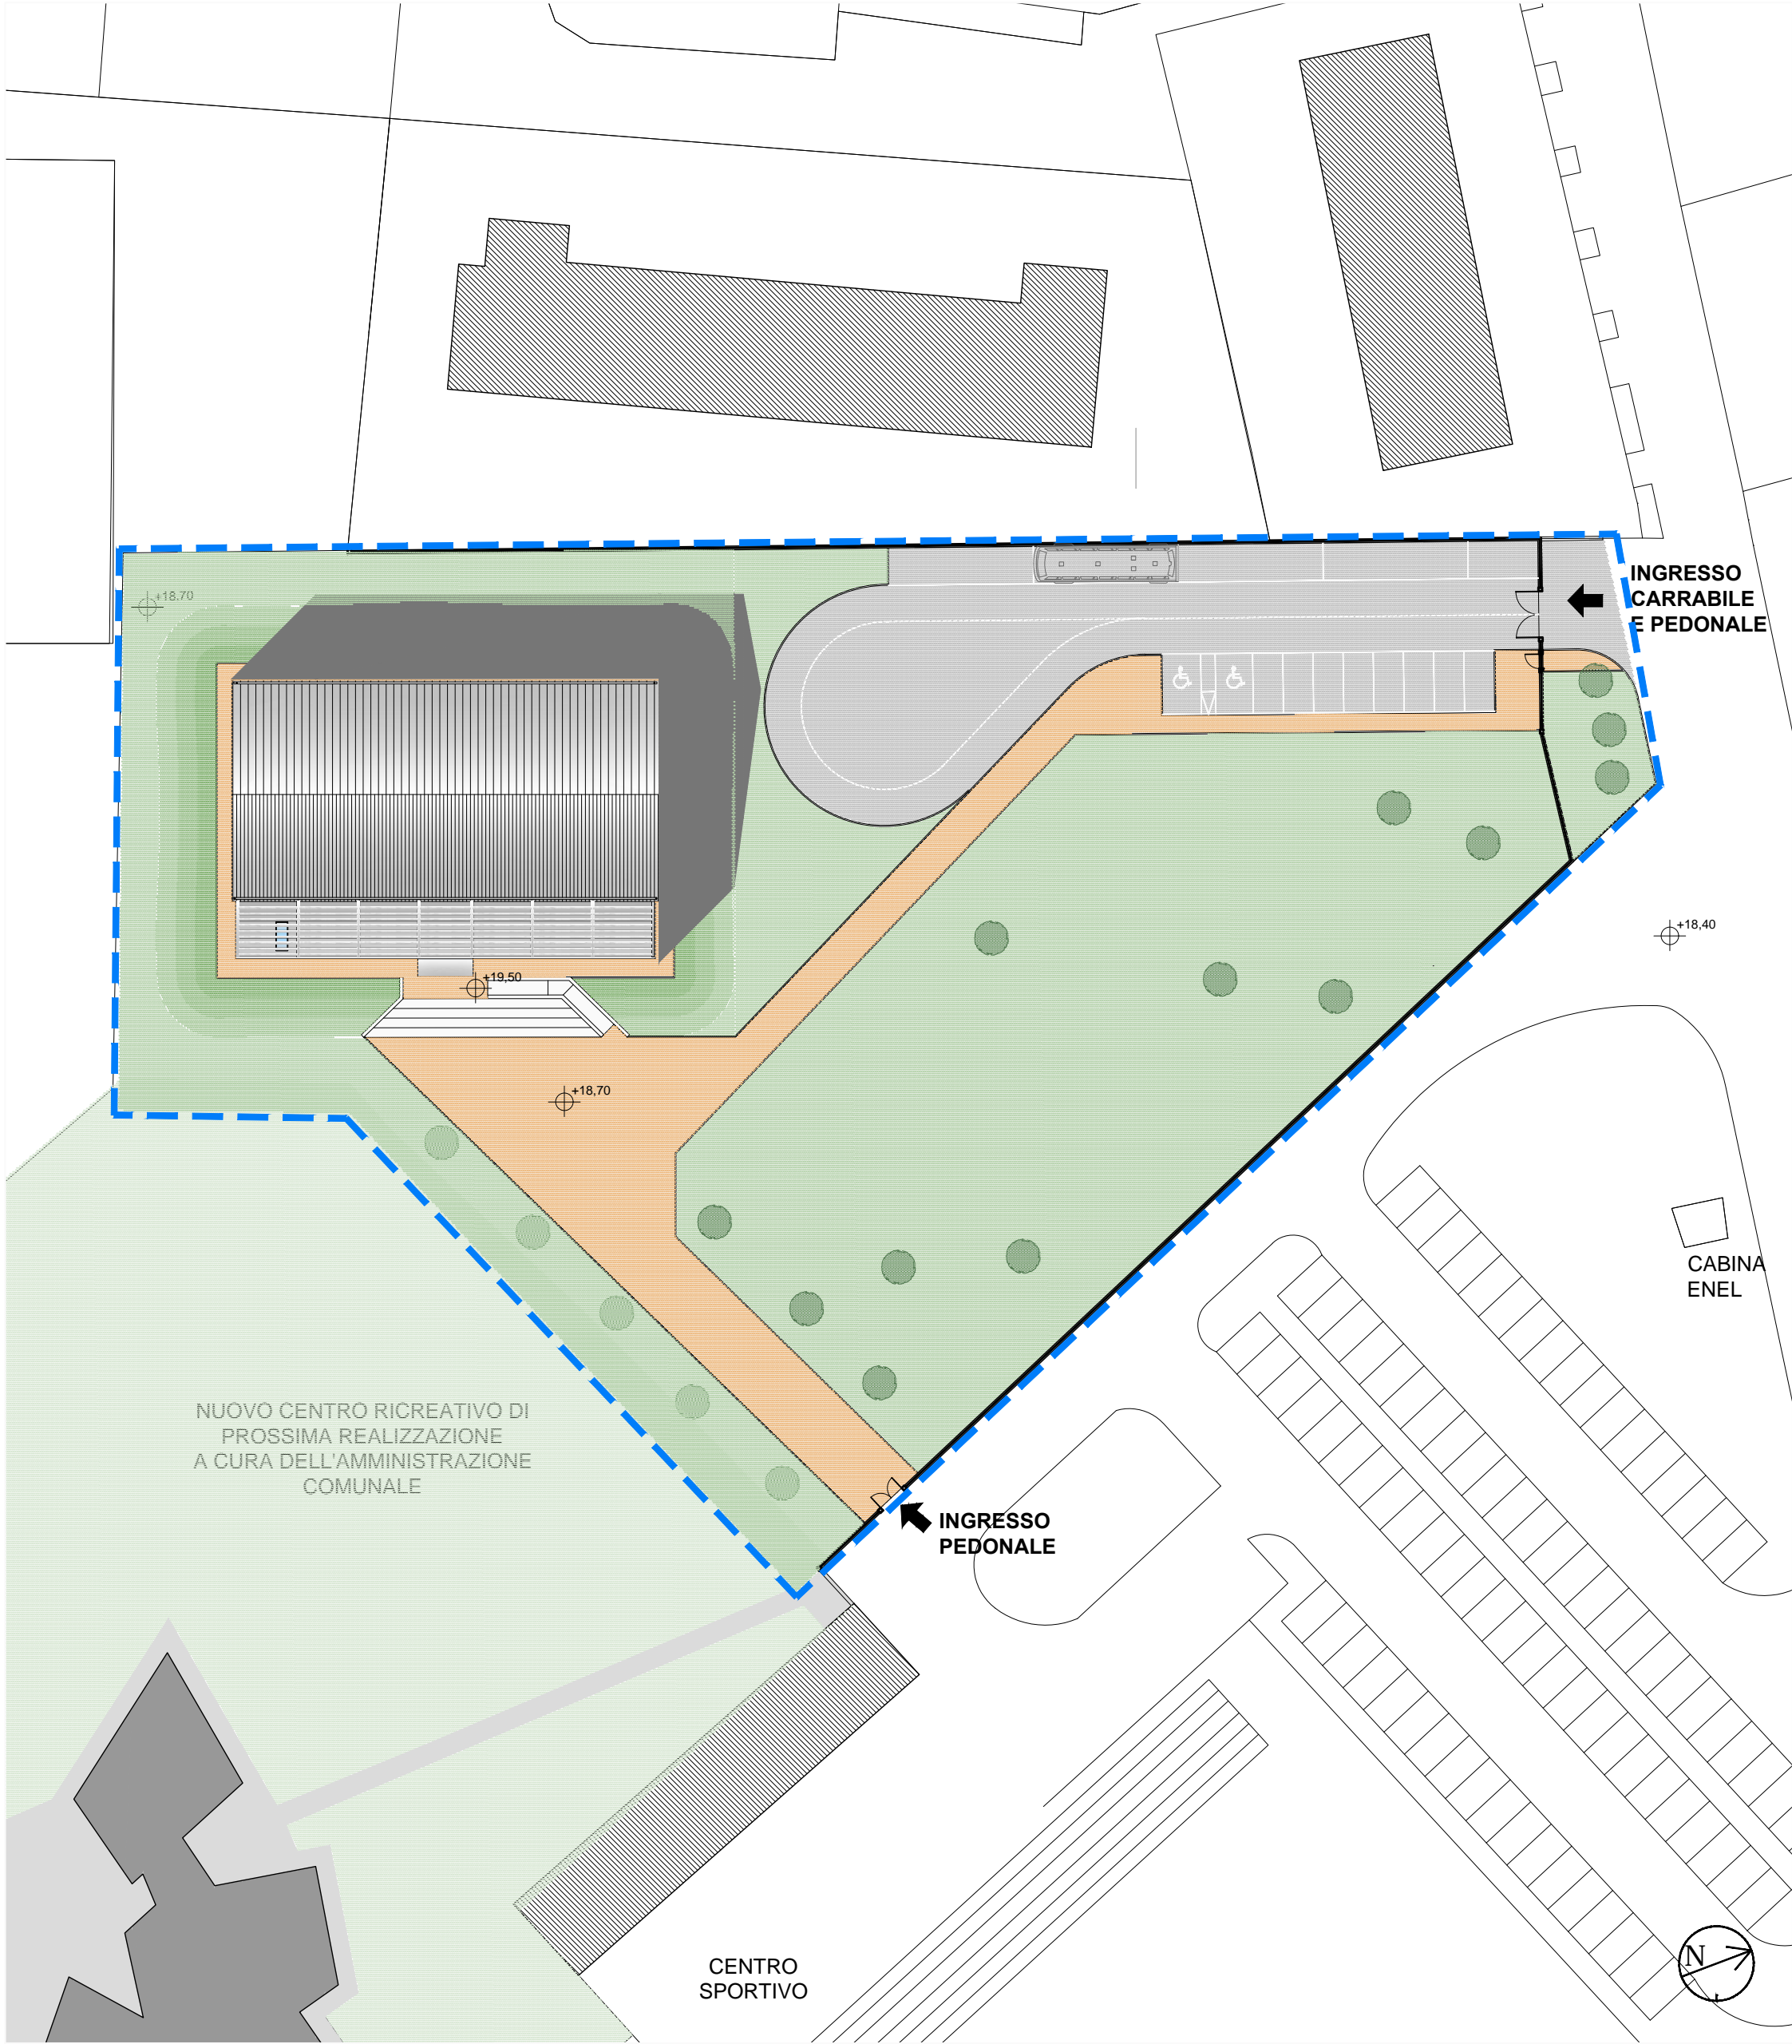 INGRESSO
CARRABILE
E PEDONALE
+18.70
+18,40
+19,50
+18,70
CABINA
ENEL
NUOVO CENTRO RICREATIVO DI
PROSSIMA REALIZZAZIONE
A CURA DELL'AMMINISTRAZIONE
COMUNALE
INGRESSO
PEDONALE
CENTRO
SPORTIVO
N